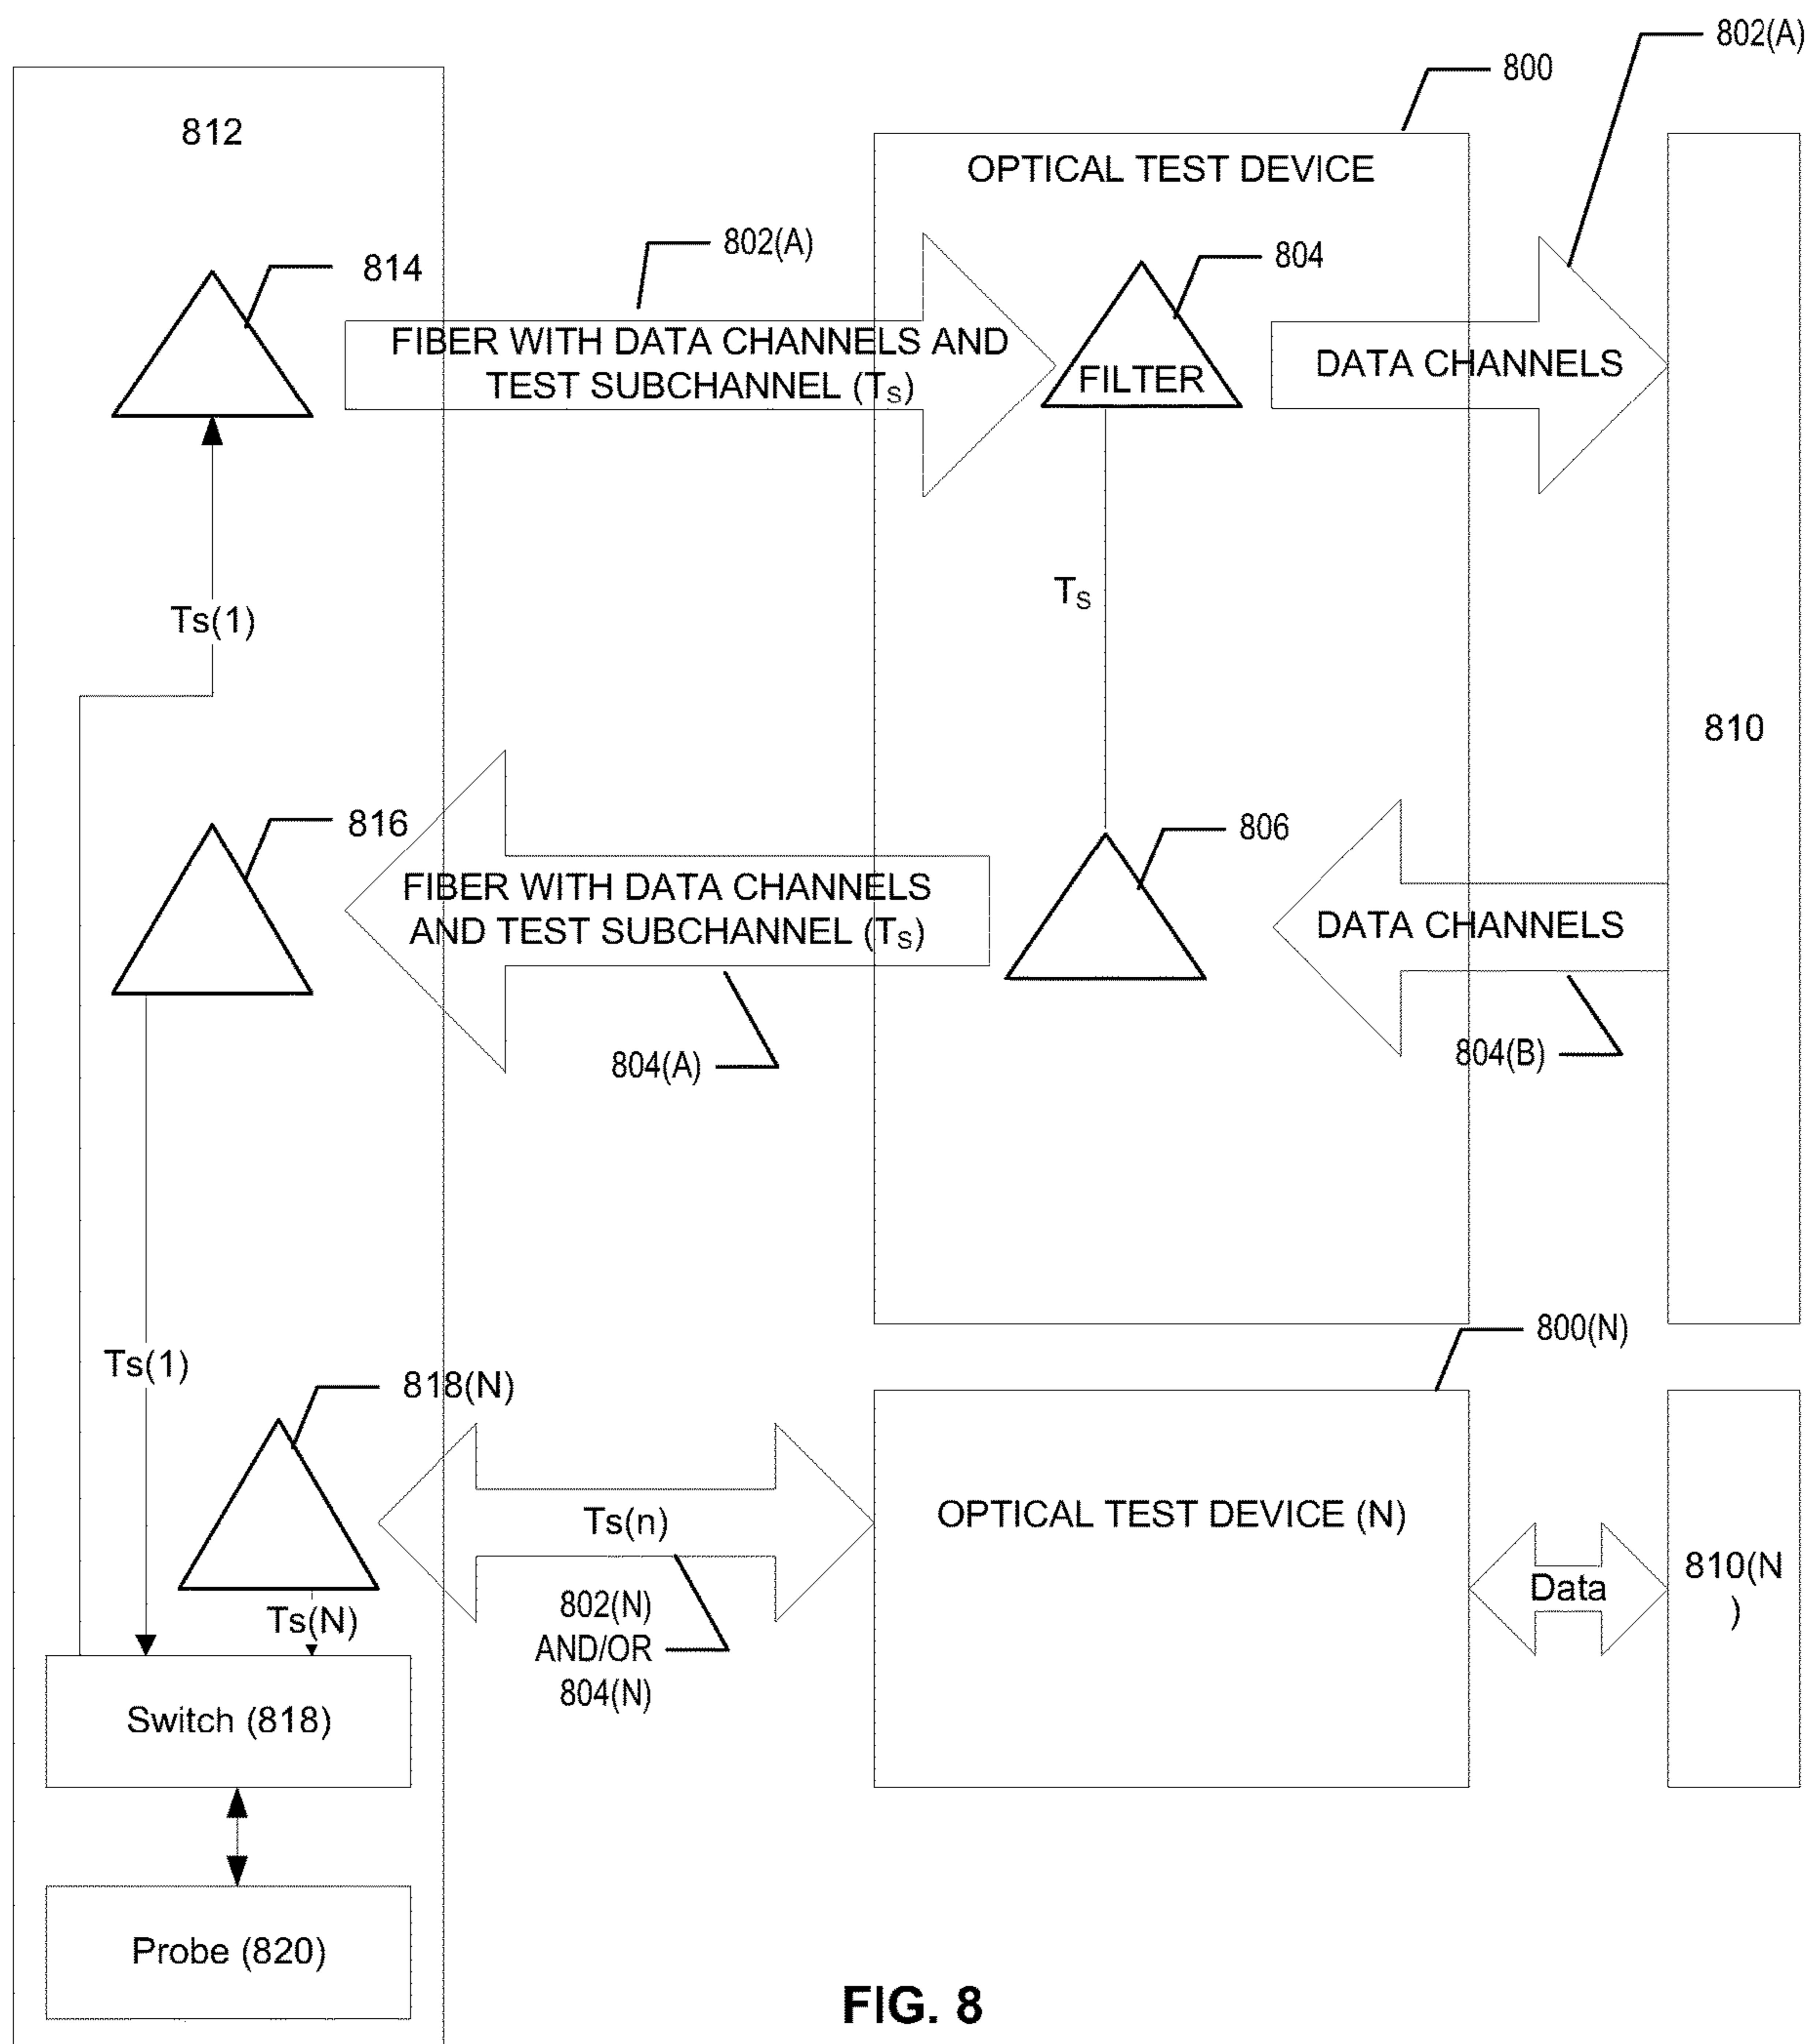 802(A)
800
812
OPTICAL TEST DEVICE
802(A)
804
814
FIBER WITH DATA CHANNELS AND
TEST SUBCHANNEL (TS)
FILTER
DATA CHANNELS
TS
Ts(1)
810
816
806
FIBER WITH DATA CHANNELS
AND TEST SUBCHANNEL (TS)
DATA CHANNELS
804(A)
804(B)
800(N)
Ts(1)
818(N)
Ts(n)
OPTICAL TEST DEVICE (N)
Data
810(N
)
Ts(N)
802(N)
AND/OR
804(N)
Switch (818)
Probe (820)
FIG. 8